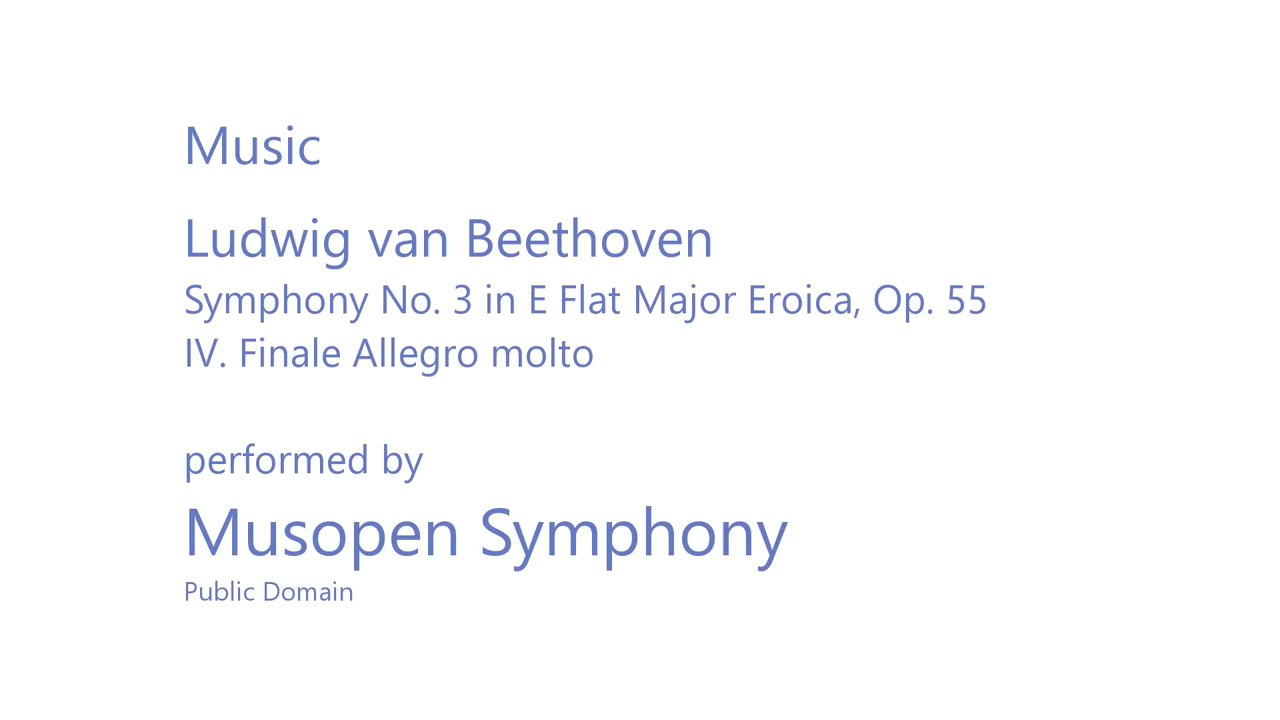 Music
Ludwig van Beethoven
Symphony No. 3 in E Flat Major Eroica, Op. 55
IV. Finale Allegro molto
performed by
Musopen Symphony
Public Domain